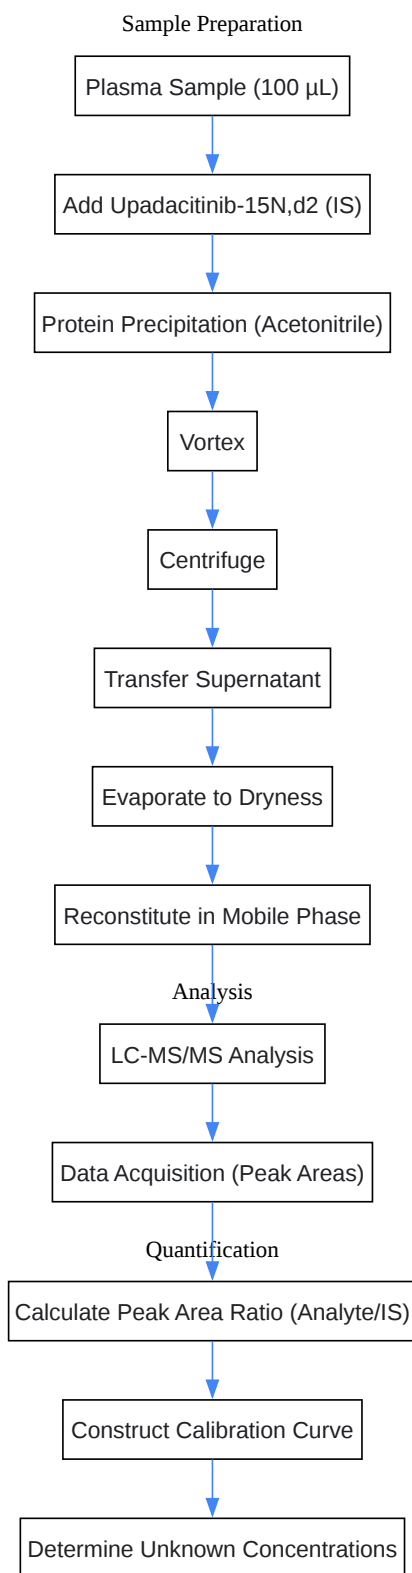 Sample Preparation
Plasma Sample (100 µL)
Add Upadacitinib-15N,d2 (IS)
Protein Precipitation (Acetonitrile)
Vortex
Centrifuge
Transfer Supernatant
Evaporate to Dryness
Reconstitute in Mobile Phase
Analysis
LC-MS/MS Analysis
Data Acquisition (Peak Areas)
Quantification
Calculate Peak Area Ratio (Analyte/IS)
Construct Calibration Curve
Determine Unknown Concentrations